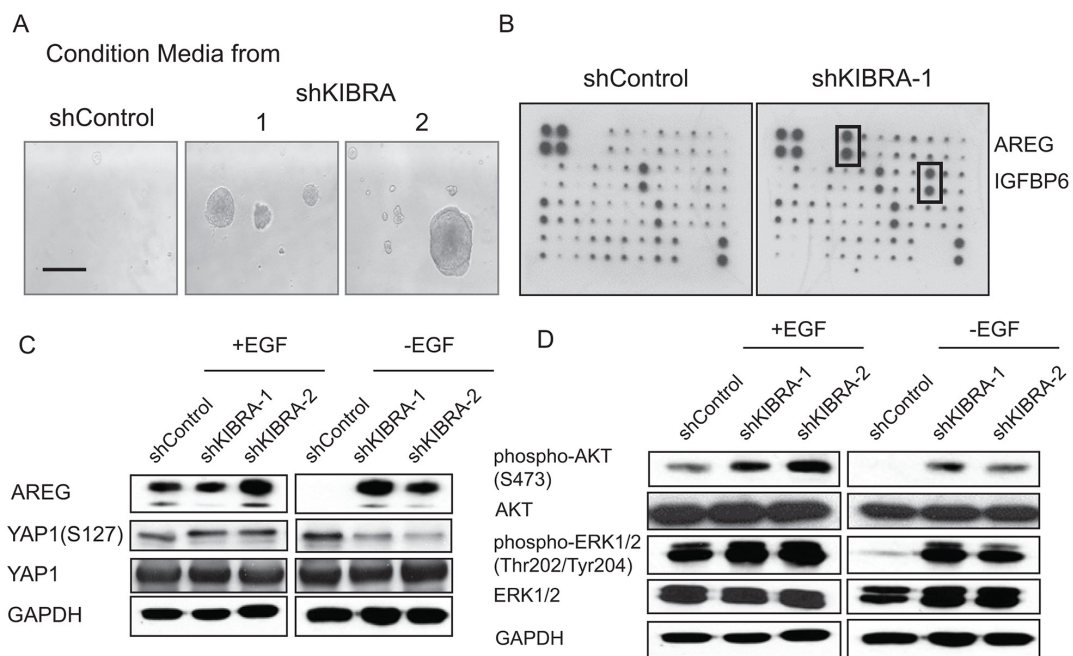 A
Condition Media from
shControl
shKIBRA
1
2
B
shControl
shKIBRA-1
AREG
IGFBP6
C
+EGF
-EGF
shControl
shKIBRA-1
shKIBRA-2
shControl
shKIBRA-1
shKIBRA-2
AREG
YAP1(S127)
YAP1
GAPDH
D
+EGF
-EGF
shControl
shKIBRA-1
shKIBRA-2
shControl
shKIBRA-1
shKIBRA-2
phospho-AKT
(S473)
AKT
phospho-ERK1/2
(Thr202/Tyr204)
ERK1/2
GAPDH